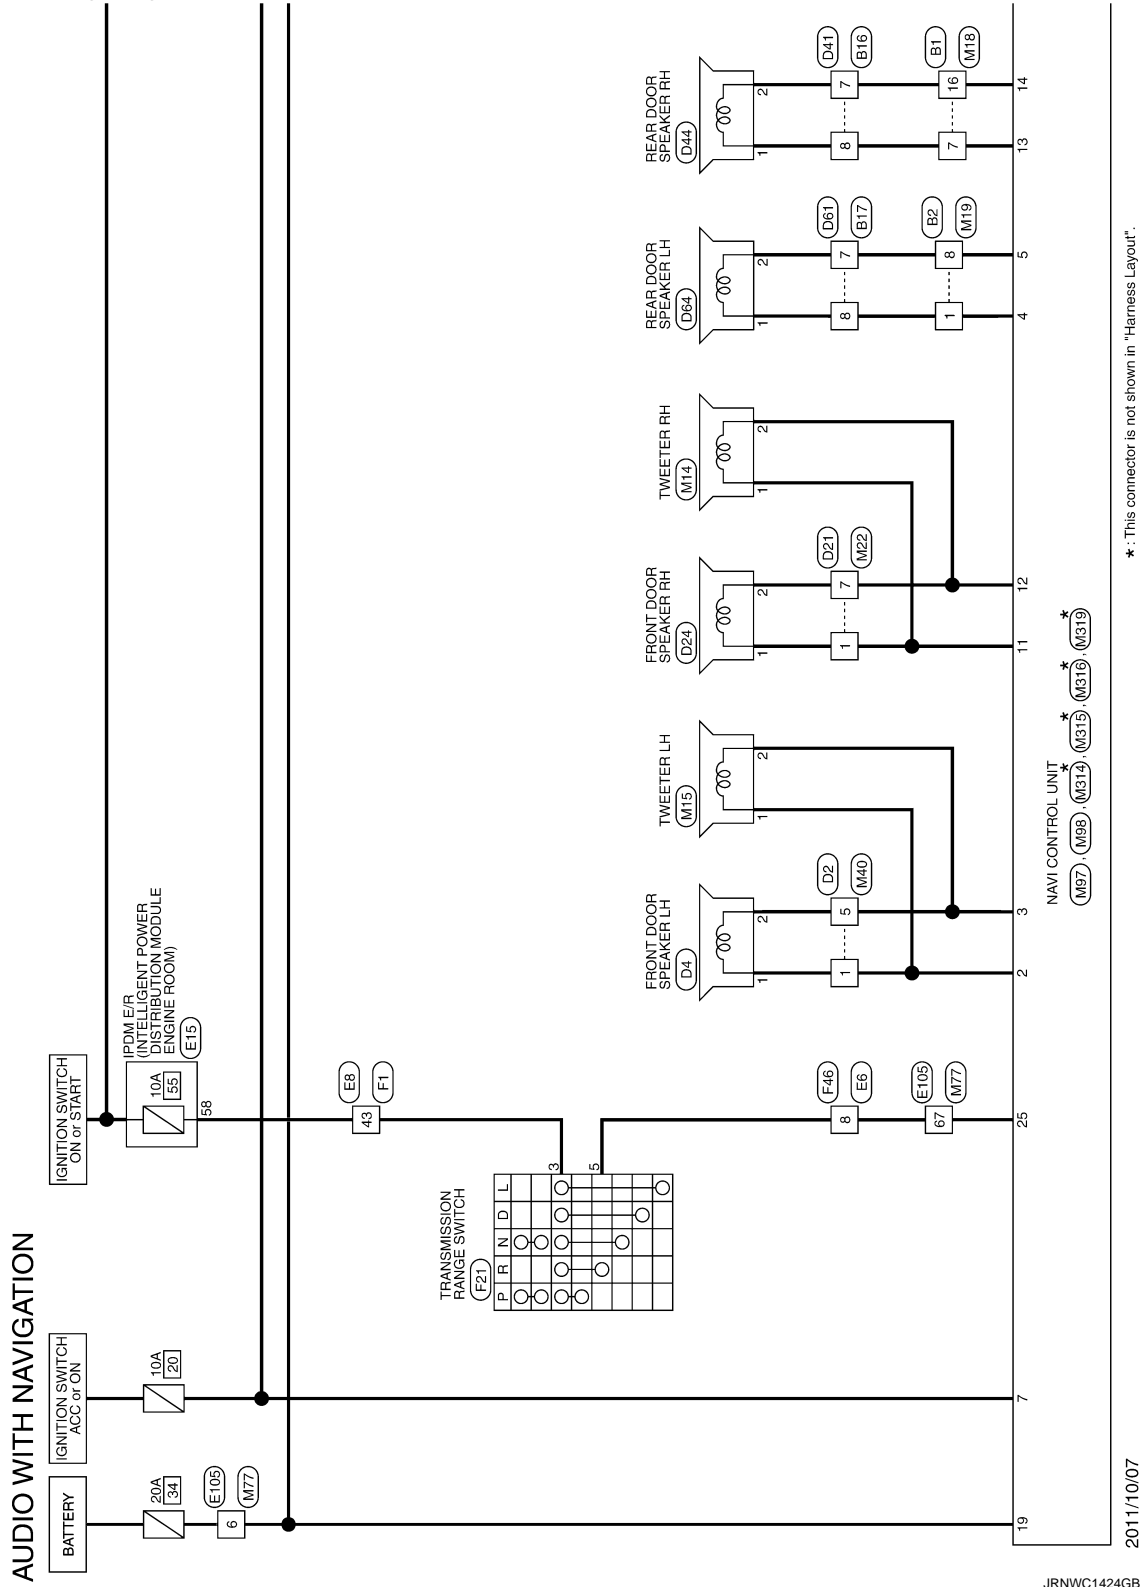 AUDIO WITH NAVIGATION
BATTERY
20A
34
E105
6
M77
19
IGNITION SWITCH
ACC or ON
10A
20
7
IGNITION SWITCH
ON or START
10A
55
IPDM E/R
(INTELLIGENT POWER
DISTRIBUTION MODULE
ENGINE ROOM)
E15
58
E8
43
F1
TRANSMISSION
RANGE SWITCH
F21
P R N D L
3
5
F46
8
E6
E105
67
M77
25
FRONT DOOR
SPEAKER LH
D4
1 2
D2
1 5
M40
2 3
TWEETER LH
M15
1 2
FRONT DOOR
SPEAKER RH
D24
1 2
D21
1 7
M22
11 12
TWEETER RH
M14
1 2
REAR DOOR
SPEAKER LH
D64
1 2
D61
8 7
B17
B2
1 8
M19
4 5
REAR DOOR
SPEAKER RH
D44
1 2
D41
8 7
B16
B1
7 16
M18
13 14
NAVI CONTROL UNIT
M97 , M98 , M314* , M315* , M316* , M319*
2011/10/07
* : This connector is not shown in "Harness Layout".
JRNWC1424GB